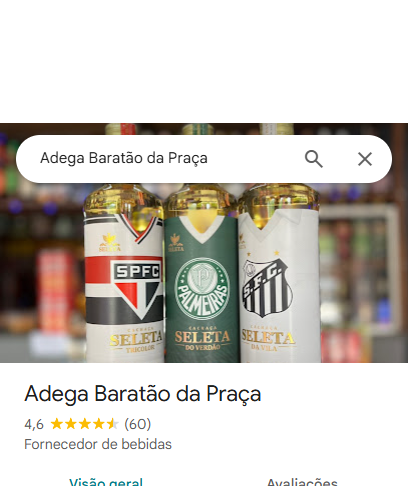 Adega Baratão da Praça
SELETA
SPFC
CACHAÇA
SELETA
TRICOLOR
PALMEIRAS
CACHAÇA
SELETA
DO VERDÃO
S.F.C.
CACHAÇA
SELETA
DA VILA
Adega Baratão da Praça
4,6 (60)
Fornecedor de bebidas
Visão geral
Avaliações